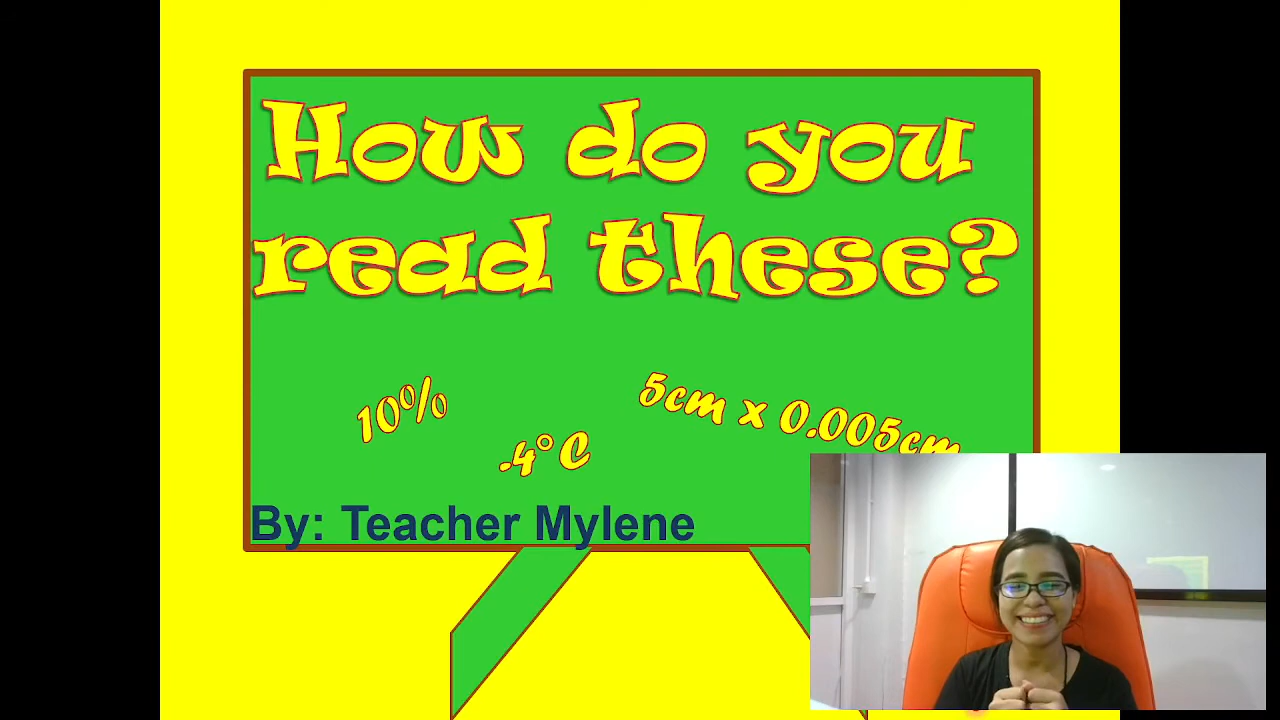 How do you
read these?
10%
-4°C
5cm x 0.005cm
By: Teacher Mylene